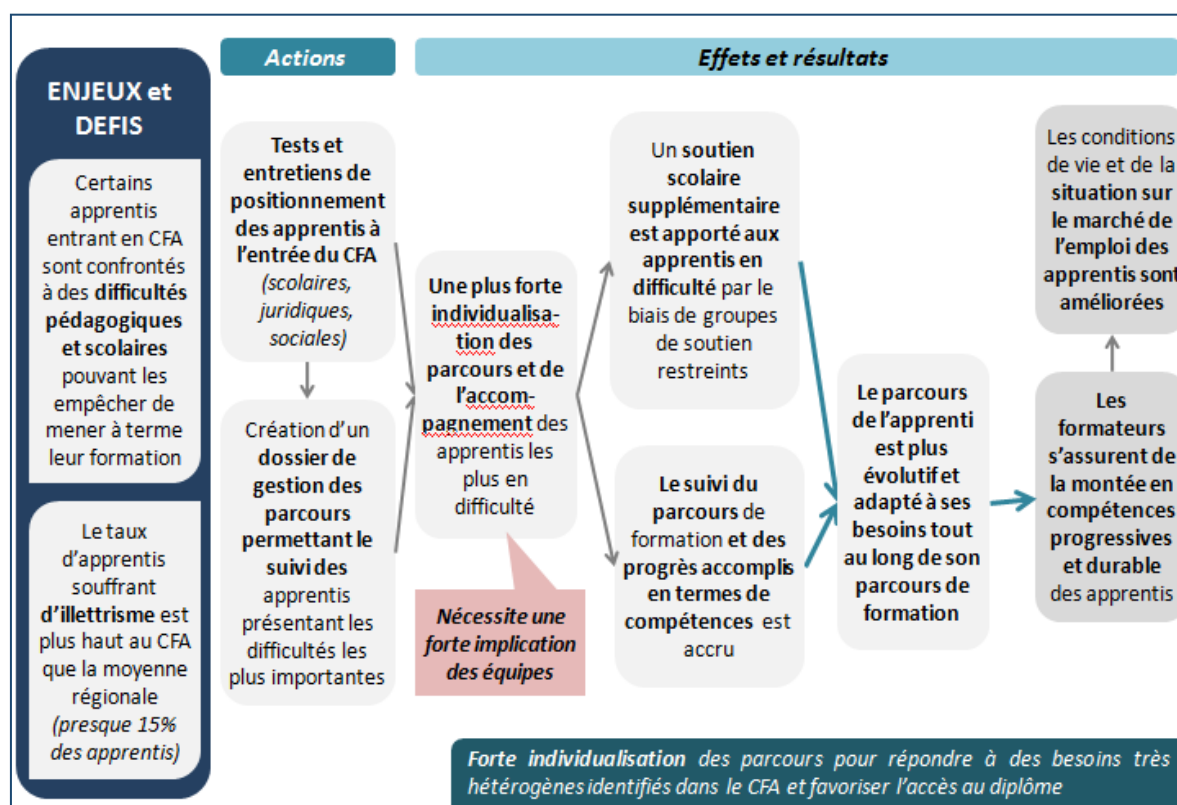 Actions
Effets et résultats
ENJEUX et
DEFIS
Certains
apprentis
entrant en CFA
sont confrontés
à des difficultés
pédagogiques
et scolaires
pouvant les
empêcher de
mener à terme
leur formation
Le taux
d’apprentis
souffrant
d’illettrisme est
plus haut au CFA
que la moyenne
régionale
(presque 15%
des apprentis)
Tests et
entretiens de
positionnement
des apprentis à
l’entrée du CFA
(scolaires,
juridiques,
sociales)
Création d’un
dossier de
gestion des
parcours
permettant le
suivi des
apprentis
présentant les
difficultés les
plus importantes
Une plus forte
individualisa-
tion des
parcours et de
l’accom-
pagnement des
apprentis les
plus en
difficulté
Nécessite une
forte implication
des équipes
Un soutien
scolaire
supplémentaire
est apporté aux
apprentis en
difficulté par le
biais de groupes
de soutien
restreints
Le suivi du
parcours de
formation et des
progrès accomplis
en termes de
compétences est
accru
Le parcours
de l’apprenti
est plus
évolutif et
adapté à ses
besoins tout
au long de son
parcours de
formation
Les conditions
de vie et de la
situation sur
le marché de
l’emploi des
apprentis sont
améliorées
Les
formateurs
s’assurent de
la montée en
compétences
progressives
et durable
des apprentis
Forte individualisation des parcours pour répondre à des besoins très
hétérogènes identifiés dans le CFA et favoriser l’accès au diplôme